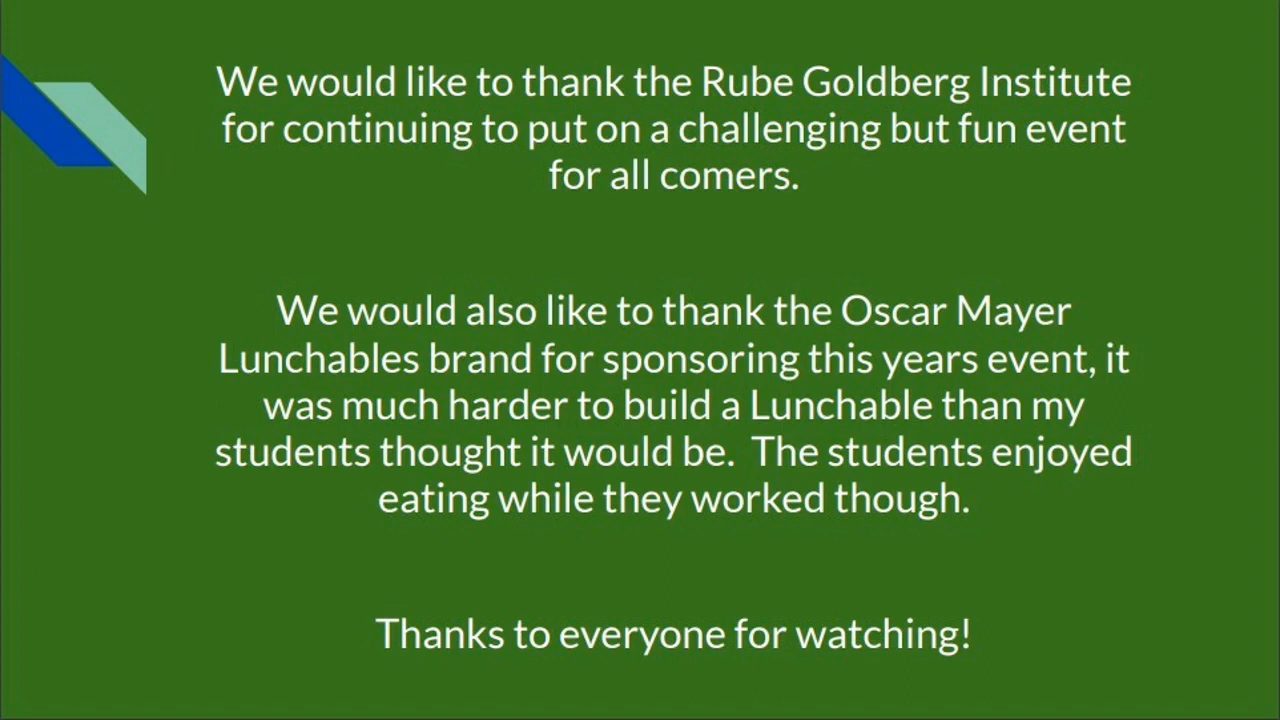 We would like to thank the Rube Goldberg Institute
for continuing to put on a challenging but fun event
for all comers.
We would also like to thank the Oscar Mayer
Lunchables brand for sponsoring this years event, it
was much harder to build a Lunchable than my
students thought it would be.  The students enjoyed
eating while they worked though.
Thanks to everyone for watching!